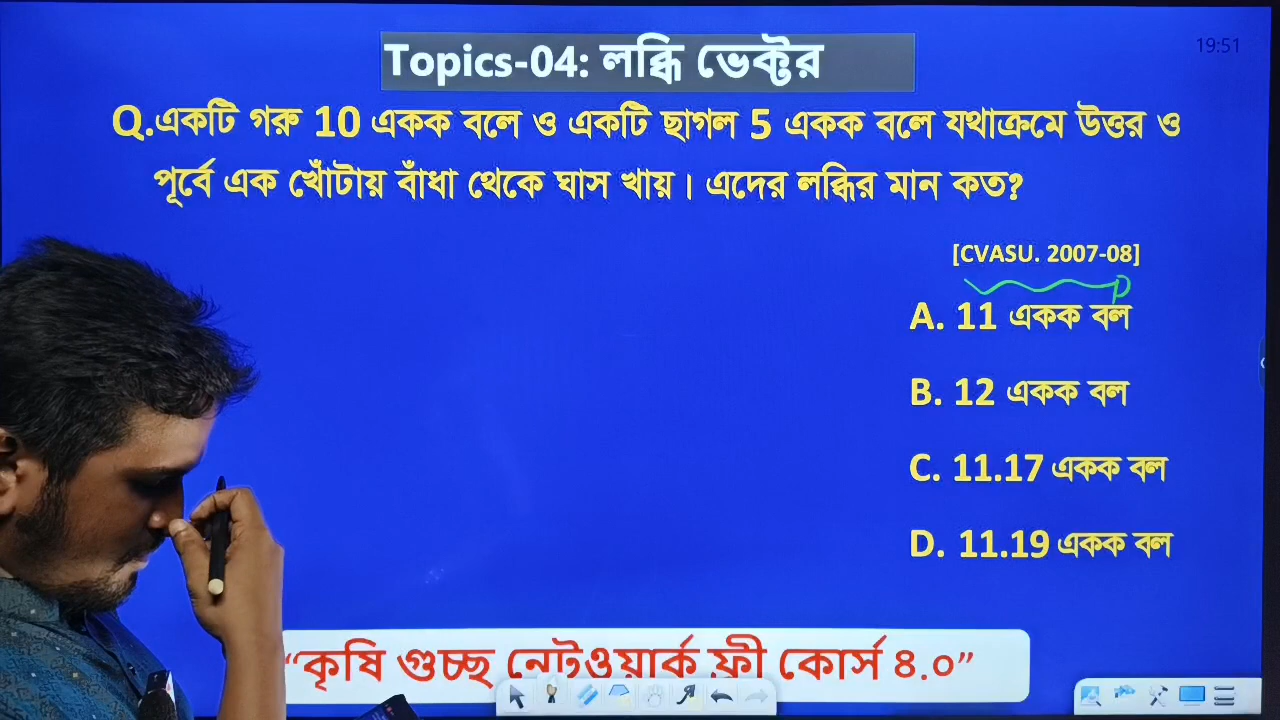 Topics-04: লব্ধি ভেক্টর
19:51
Q.একটি গরু 10 একক বলে ও একটি ছাগল 5 একক বলে যথাক্রমে উত্তর ও
পূর্বে এক খোঁটায় বাঁধা থেকে ঘাস খায়। এদের লব্ধির মান কত?
[CVASU. 2007-08]
A. 11 একক বল
B. 12 একক বল
C. 11.17 একক বল
D. 11.19 একক বল
“কৃষি গুচ্ছ নেটওয়ার্ক ফ্রী কোর্স ৪.০”